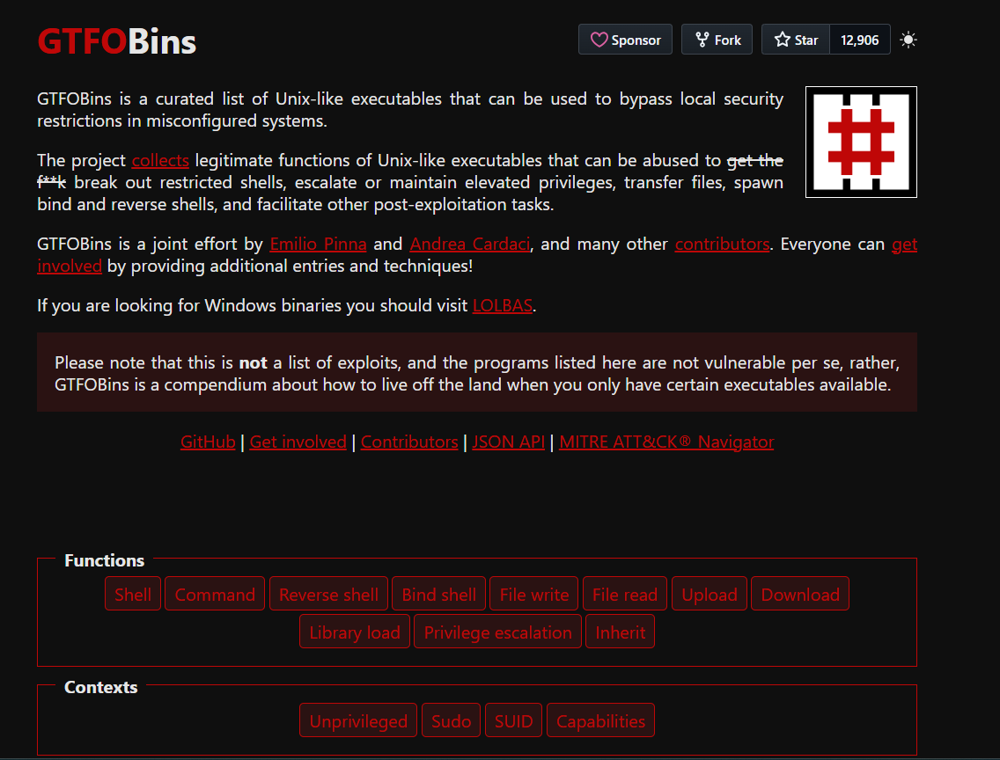 GTFOBins
Sponsor
Fork
Star
12,906
GTFOBins is a curated list of Unix-like executables that can be used to bypass local security
restrictions in misconfigured systems.
The project collects legitimate functions of Unix-like executables that can be abused to get the
f**k break out restricted shells, escalate or maintain elevated privileges, transfer files, spawn
bind and reverse shells, and facilitate other post-exploitation tasks.
GTFOBins is a joint effort by Emilio Pinna and Andrea Cardaci, and many other contributors. Everyone can get
involved by providing additional entries and techniques!
If you are looking for Windows binaries you should visit LOLBAS.
Please note that this is not a list of exploits, and the programs listed here are not vulnerable per se, rather,
GTFOBins is a compendium about how to live off the land when you only have certain executables available.
GitHub | Get involved | Contributors | JSON API | MITRE ATT&CK® Navigator
Functions
Shell Command Reverse shell Bind shell File write File read Upload Download
Library load Privilege escalation Inherit
Contexts
Unprivileged Sudo SUID Capabilities